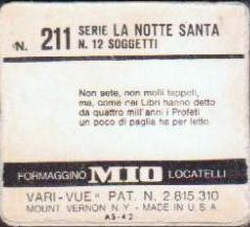 N. 211 SERIE LA NOTTE SANTA
N. 12 SOGGETTI
Non sete, non molli tappeti,
ma, come nei Libri hanno detto
da quattro mill'anni i Profeti
un poco di paglia ha per letto.
FORMAGGINO MIO LOCATELLI
VARI-VUE® PAT. N. 2.815.310
MOUNT VERNON N.Y. - MADE IN U.S.A
AS-42